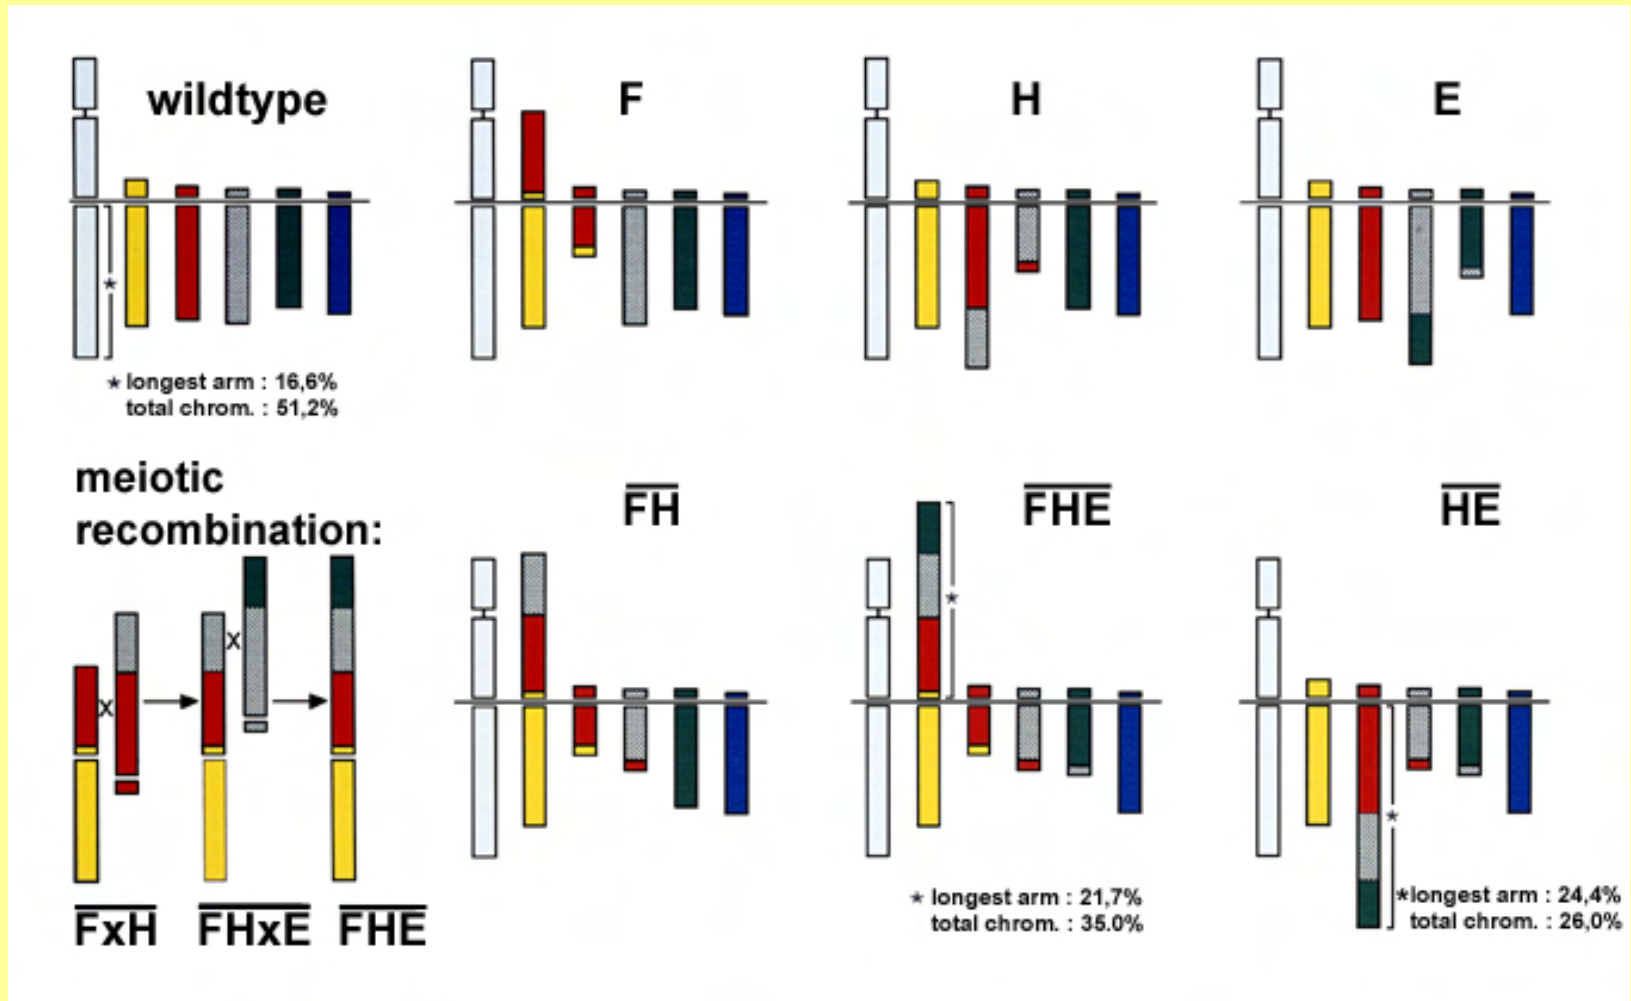 wildtype
F
H
E
*
* longest arm : 16,6%
total chrom. : 51,2%
meiotic
recombination:
FH
FHE
HE
X
X
*
*
* longest arm : 21,7%
total chrom. : 35.0%
*longest arm : 24,4%
total chrom. : 26,0%
FxH
FHxE
FHE